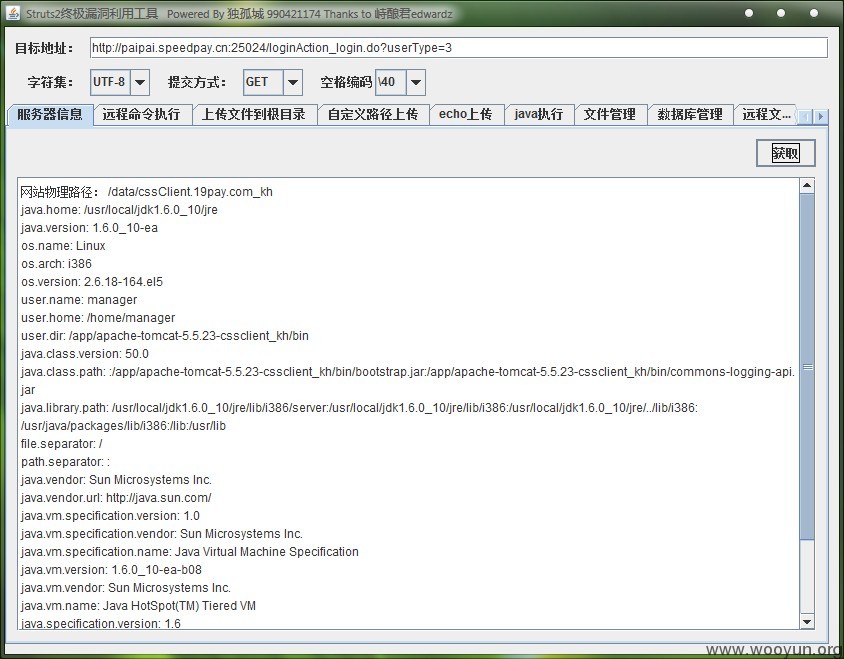 Struts2终极漏洞利用工具 Powered By 独孤城 990421174 Thanks to 峙酿君edwardz
目标地址： http://paipai.speedpay.cn:25024/loginAction_login.do?userType=3
字符集： UTF-8 提交方式： GET 空格编码 \40
服务器信息 远程命令执行 上传文件到根目录 自定义路径上传 echo上传 java执行 文件管理 数据库管理 远程文...
获取
网站物理路径： /data/cssClient.19pay.com_kh
java.home: /usr/local/jdk1.6.0_10/jre
java.version: 1.6.0_10-ea
os.name: Linux
os.arch: i386
os.version: 2.6.18-164.el5
user.name: manager
user.home: /home/manager
user.dir: /app/apache-tomcat-5.5.23-cssclient_kh/bin
java.class.version: 50.0
java.class.path: :/app/apache-tomcat-5.5.23-cssclient_kh/bin/bootstrap.jar:/app/apache-tomcat-5.5.23-cssclient_kh/bin/commons-logging-api.
jar
java.library.path: /usr/local/jdk1.6.0_10/jre/lib/i386/server:/usr/local/jdk1.6.0_10/jre/lib/i386:/usr/local/jdk1.6.0_10/jre/../lib/i386:
/usr/java/packages/lib/i386:/lib:/usr/lib
file.separator: /
path.separator: :
java.vendor: Sun Microsystems Inc.
java.vendor.url: http://java.sun.com/
java.vm.specification.version: 1.0
java.vm.specification.vendor: Sun Microsystems Inc.
java.vm.specification.name: Java Virtual Machine Specification
java.vm.version: 1.6.0_10-ea-b08
java.vm.vendor: Sun Microsystems Inc.
java.vm.name: Java HotSpot(TM) Tiered VM
java.specification.version: 1.6
www.wooyun.org